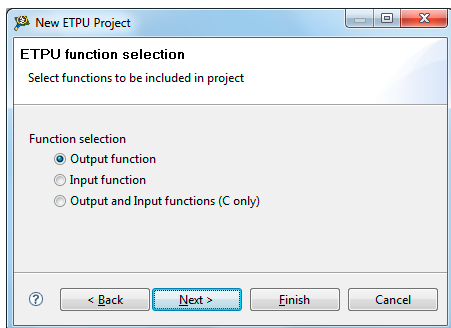 New ETPU Project
ETPU function selection
Select functions to be included in project
Function selection
Output function
Input function
Output and Input functions (C only)
? < Back Next > Finish Cancel